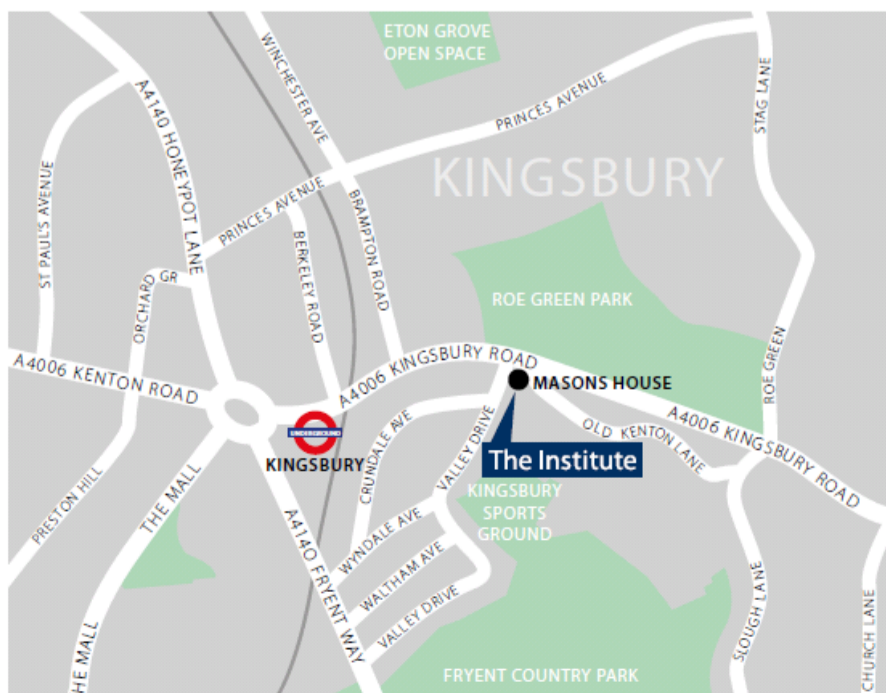 ETON GROVE
OPEN SPACE
WINCHESTER AVE
STAG LANE
A4140 HONEYPOT LANE
PRINCES AVENUE
KINGSBURY
ST PAUL'S AVENUE
PRINCES AVENUE
BRAMPTON ROAD
BERKELEY ROAD
ORCHARD GR
ROE GREEN PARK
ROE GREEN
A4006 KENTON ROAD
A4006 KINGSBURY ROAD
MASONS HOUSE
UNDERGROUND
KINGSBURY
CRUNDALE AVE
VALLEY DRIVE
OLD KENTON LANE
A4006 KINGSBURY ROAD
The Institute
KINGSBURY
SPORTS
GROUND
PRESTON HILL
THE MALL
A4140 FRYENT WAY
WYNDALE AVE
WALTHAM AVE
VALLEY DRIVE
SLOUGH LANE
CHURCH LANE
HE MALL
FRYENT COUNTRY PARK